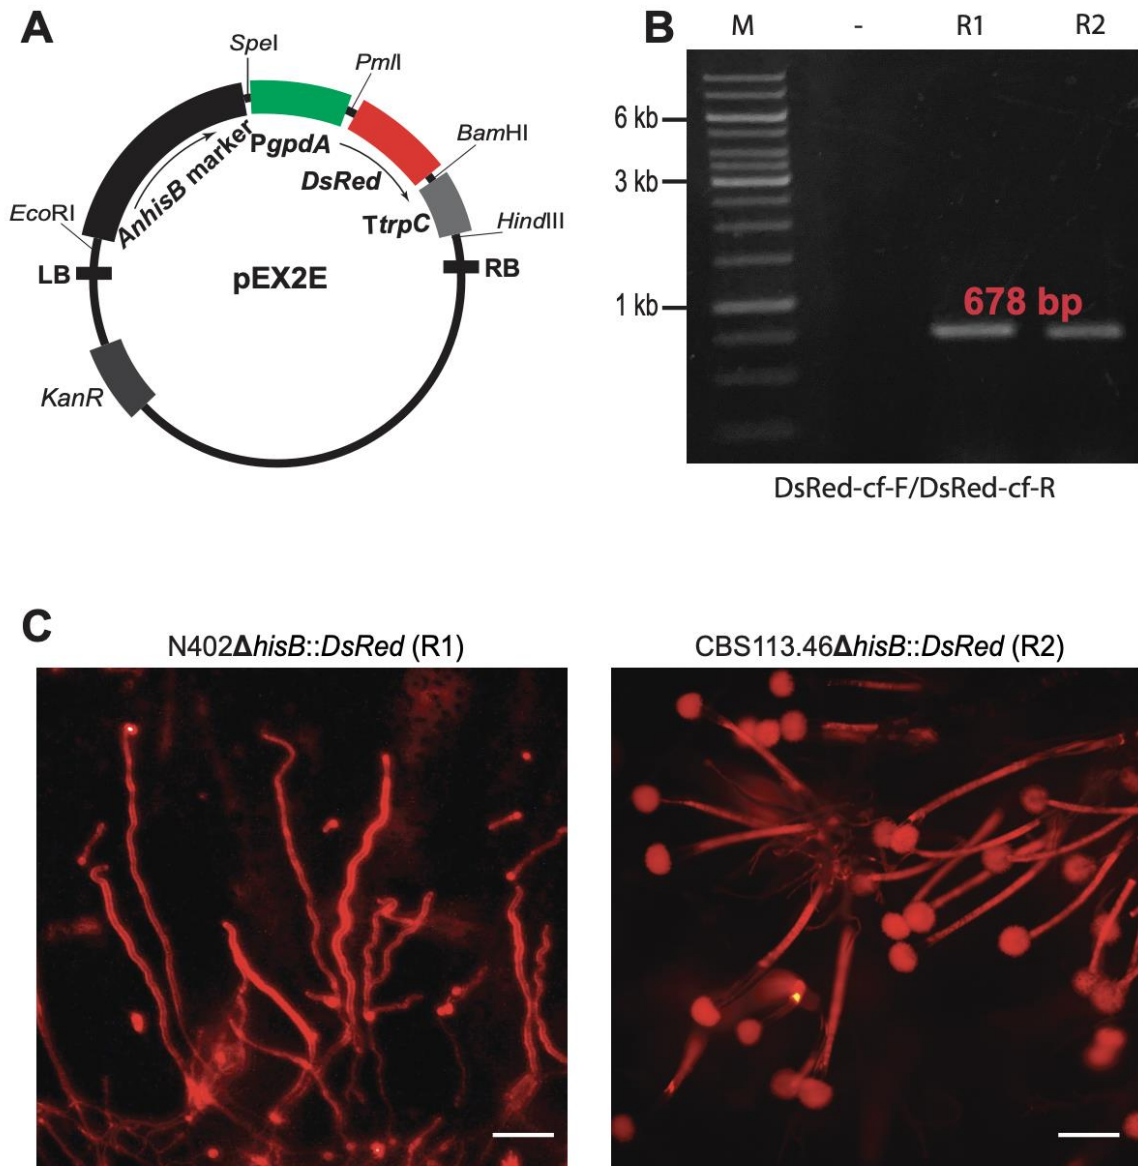 A
SpeI
PmlI
PgpdA
BamHI
DsRed
AnhisB marker
TtrpC
EcoRI
HindIII
LB
RB
pEX2E
KanR
B
M - R1 R2
6 kb
3 kb
1 kb
678 bp
DsRed-cf-F/DsRed-cf-R
C
N402ΔhisB::DsRed (R1)
CBS113.46ΔhisB::DsRed (R2)